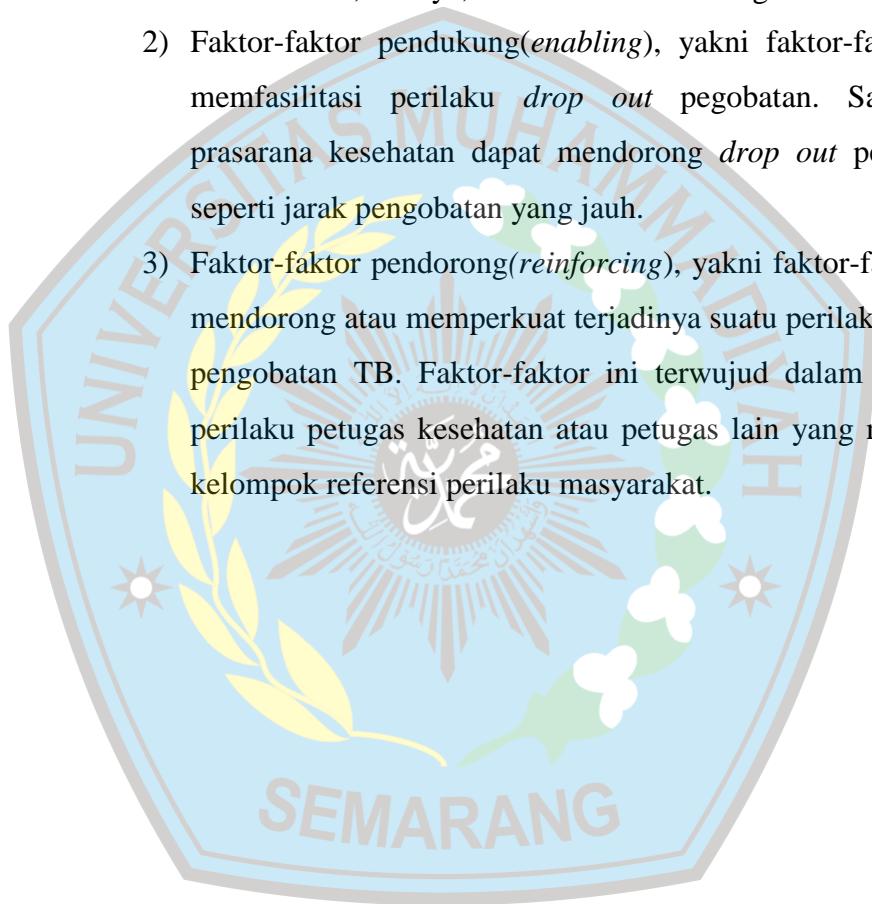 2) Faktor-faktor pendukung(enabling), yakni faktor-fa
memfasilitasi perilaku drop out pegobatan. Sa
prasarana kesehatan dapat mendorong drop out pe
seperti jarak pengobatan yang jauh.
3) Faktor-faktor pendorong(reinforcing), yakni faktor-fa
mendorong atau memperkuat terjadinya suatu perilak
pengobatan TB. Faktor-faktor ini terwujud dalam
perilaku petugas kesehatan atau petugas lain yang
kelompok referensi perilaku masyarakat.
UNIVERSITAS MUHAMMADIYAH
محمد
SEMARANG